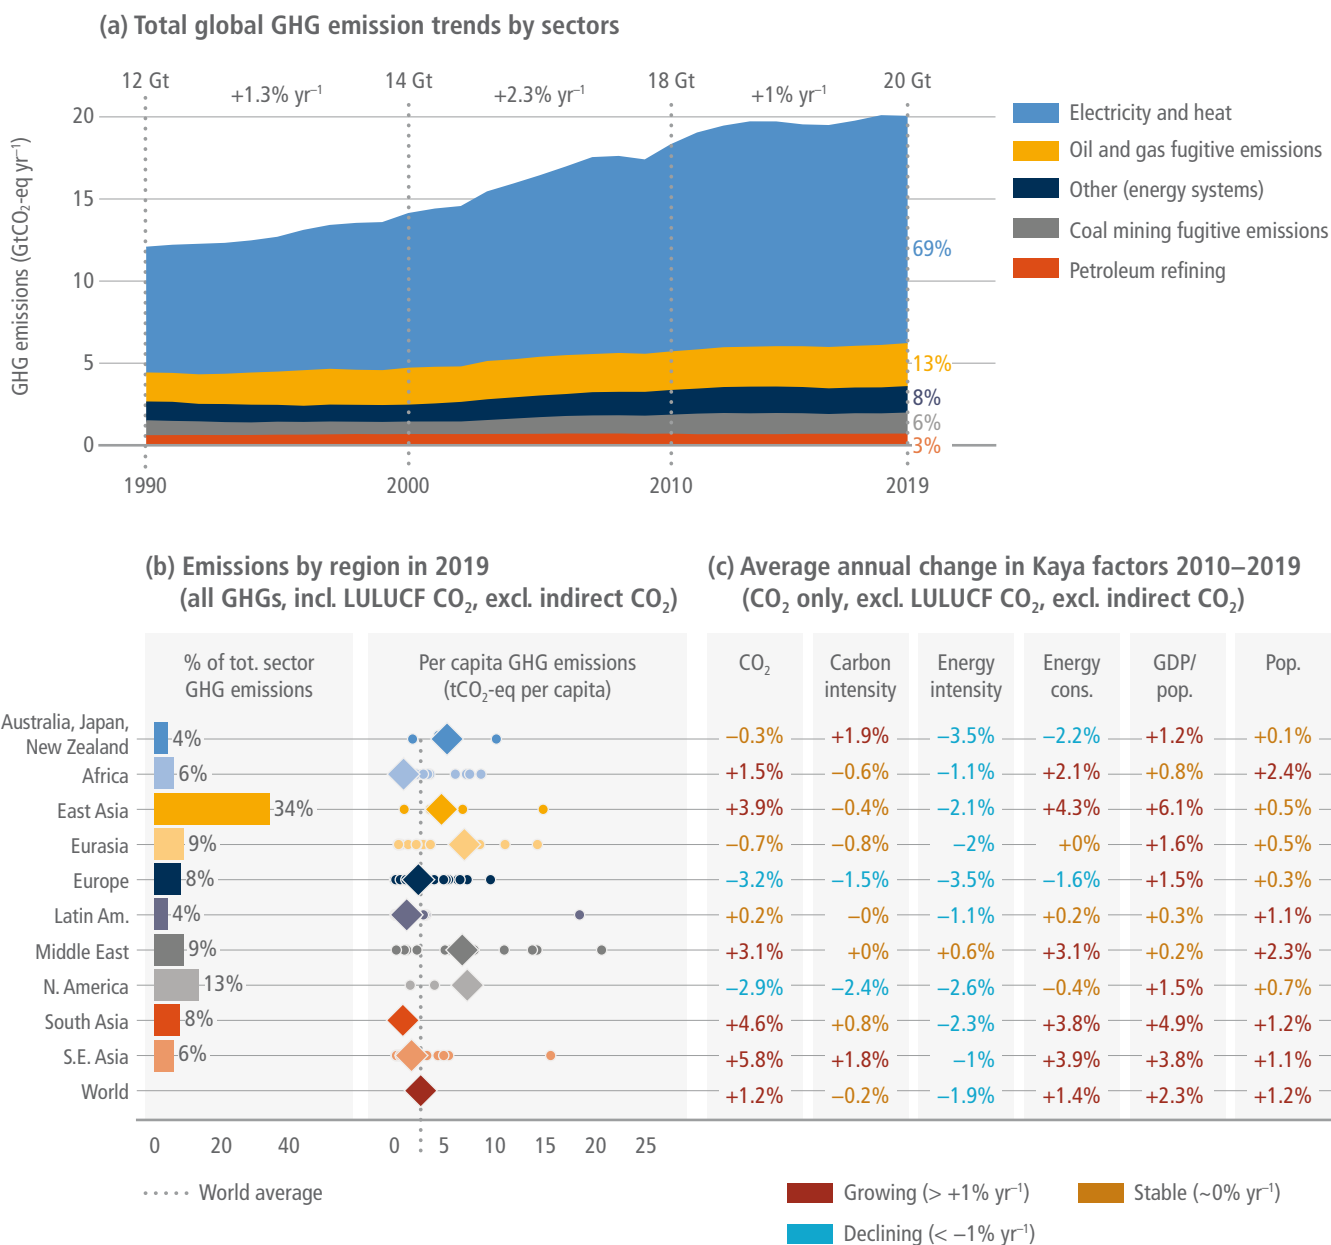 (a) Total global GHG emission trends by sectors
12 Gt 14 Gt 18 Gt 20 Gt
+1.3% yr⁻¹ +2.3% yr⁻¹ +1% yr⁻¹
GHG emissions (GtCO₂-eq yr⁻¹)
20
15
10
5
0
69%
13%
8%
6%
3%
1990 2000 2010 2019
Electricity and heat
Oil and gas fugitive emissions
Other (energy systems)
Coal mining fugitive emissions
Petroleum refining
(b) Emissions by region in 2019
(all GHGs, incl. LULUCF CO₂, excl. indirect CO₂)
(c) Average annual change in Kaya factors 2010–2019
(CO₂ only, excl. LULUCF CO₂, excl. indirect CO₂)
% of tot. sector
GHG emissions
Per capita GHG emissions
(tCO₂-eq per capita)
CO₂ Carbon Energy Energy GDP/ Pop.
intensity intensity cons. pop.
Australia, Japan,
New Zealand 4% −0.3% +1.9% −3.5% −2.2% +1.2% +0.1%
Africa 6% +1.5% −0.6% −1.1% +2.1% +0.8% +2.4%
East Asia 34% +3.9% −0.4% −2.1% +4.3% +6.1% +0.5%
Eurasia 9% −0.7% −0.8% −2% +0% +1.6% +0.5%
Europe 8% −3.2% −1.5% −3.5% −1.6% +1.5% +0.3%
Latin Am. 4% +0.2% −0% −1.1% +0.2% +0.3% +1.1%
Middle East 9% +3.1% +0% +0.6% +3.1% +0.2% +2.3%
N. America 13% −2.9% −2.4% −2.6% −0.4% +1.5% +0.7%
South Asia 8% +4.6% +0.8% −2.3% +3.8% +4.9% +1.2%
S.E. Asia 6% +5.8% +1.8% −1% +3.9% +3.8% +1.1%
World +1.2% −0.2% −1.9% +1.4% +2.3% +1.2%
0 20 40 0 5 10 15 20 25
World average
Growing (> +1% yr⁻¹)
Stable (~0% yr⁻¹)
Declining (< −1% yr⁻¹)